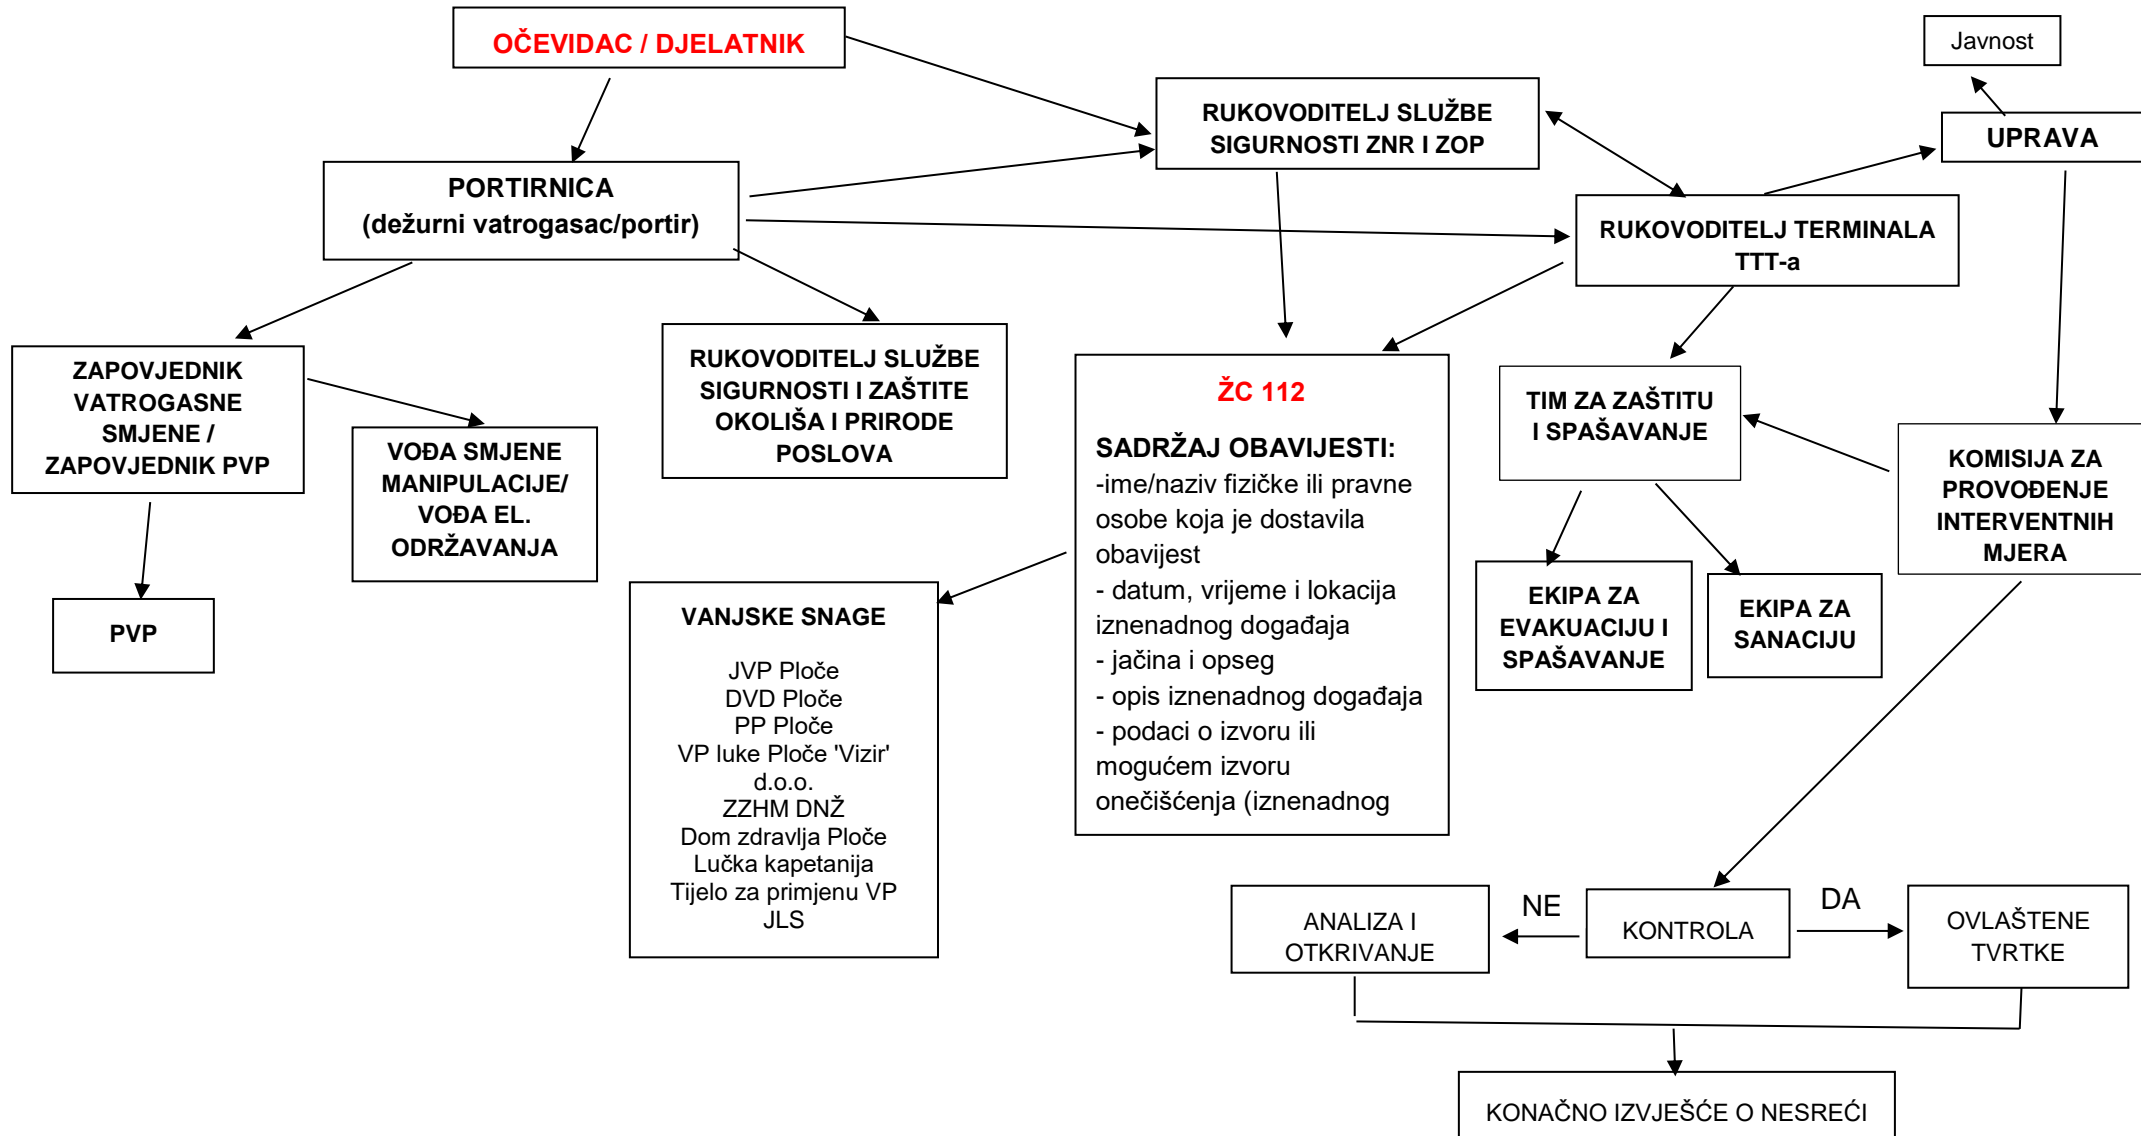 OČEVIDAC / DJELATNIK
Javnost
RUKOVODITELJ SLUŽBE
SIGURNOSTI ZNR I ZOP
UPRAVA
PORTIRNICA
(dežurni vatrogasac/portir)
RUKOVODITELJ TERMINALA
TTT-a
ZAPOVJEDNIK
VATROGASNE
SMJENE /
ZAPOVJEDNIK PVP
VOĐA SMJENE
MANIPULACIJE/
VOĐA EL.
ODRŽAVANJA
RUKOVODITELJ SLUŽBE
SIGURNOSTI I ZAŠTITE
OKOLIŠA I PRIRODE
POSLOVA
ŽC 112
SADRŽAJ OBAVIJESTI:
-ime/naziv fizičke ili pravne
osobe koja je dostavila
obavijest
- datum, vrijeme i lokacija
iznenadnog događaja
- jačina i opseg
- opis iznenadnog događaja
- podaci o izvoru ili
mogućem izvoru
onečišćenja (iznenadnog
TIM ZA ZAŠTITU
I SPAŠAVANJE
KOMISIJA ZA
PROVOĐENJE
INTERVENTNIH
MJERA
PVP
VANJSKE SNAGE
JVP Ploče
DVD Ploče
PP Ploče
VP luke Ploče 'Vizir'
d.o.o.
ZZHM DNŽ
Dom zdravlja Ploče
Lučka kapetanija
Tijelo za primjenu VP
JLS
EKIPA ZA
EVAKUACIJU I
SPAŠAVANJE
EKIPA ZA
SANACIJU
ANALIZA I
OTKRIVANJE
NE
KONTROLA
DA
OVLAŠTENE
TVRTKE
KONAČNO IZVJEŠĆE O NESREĆI